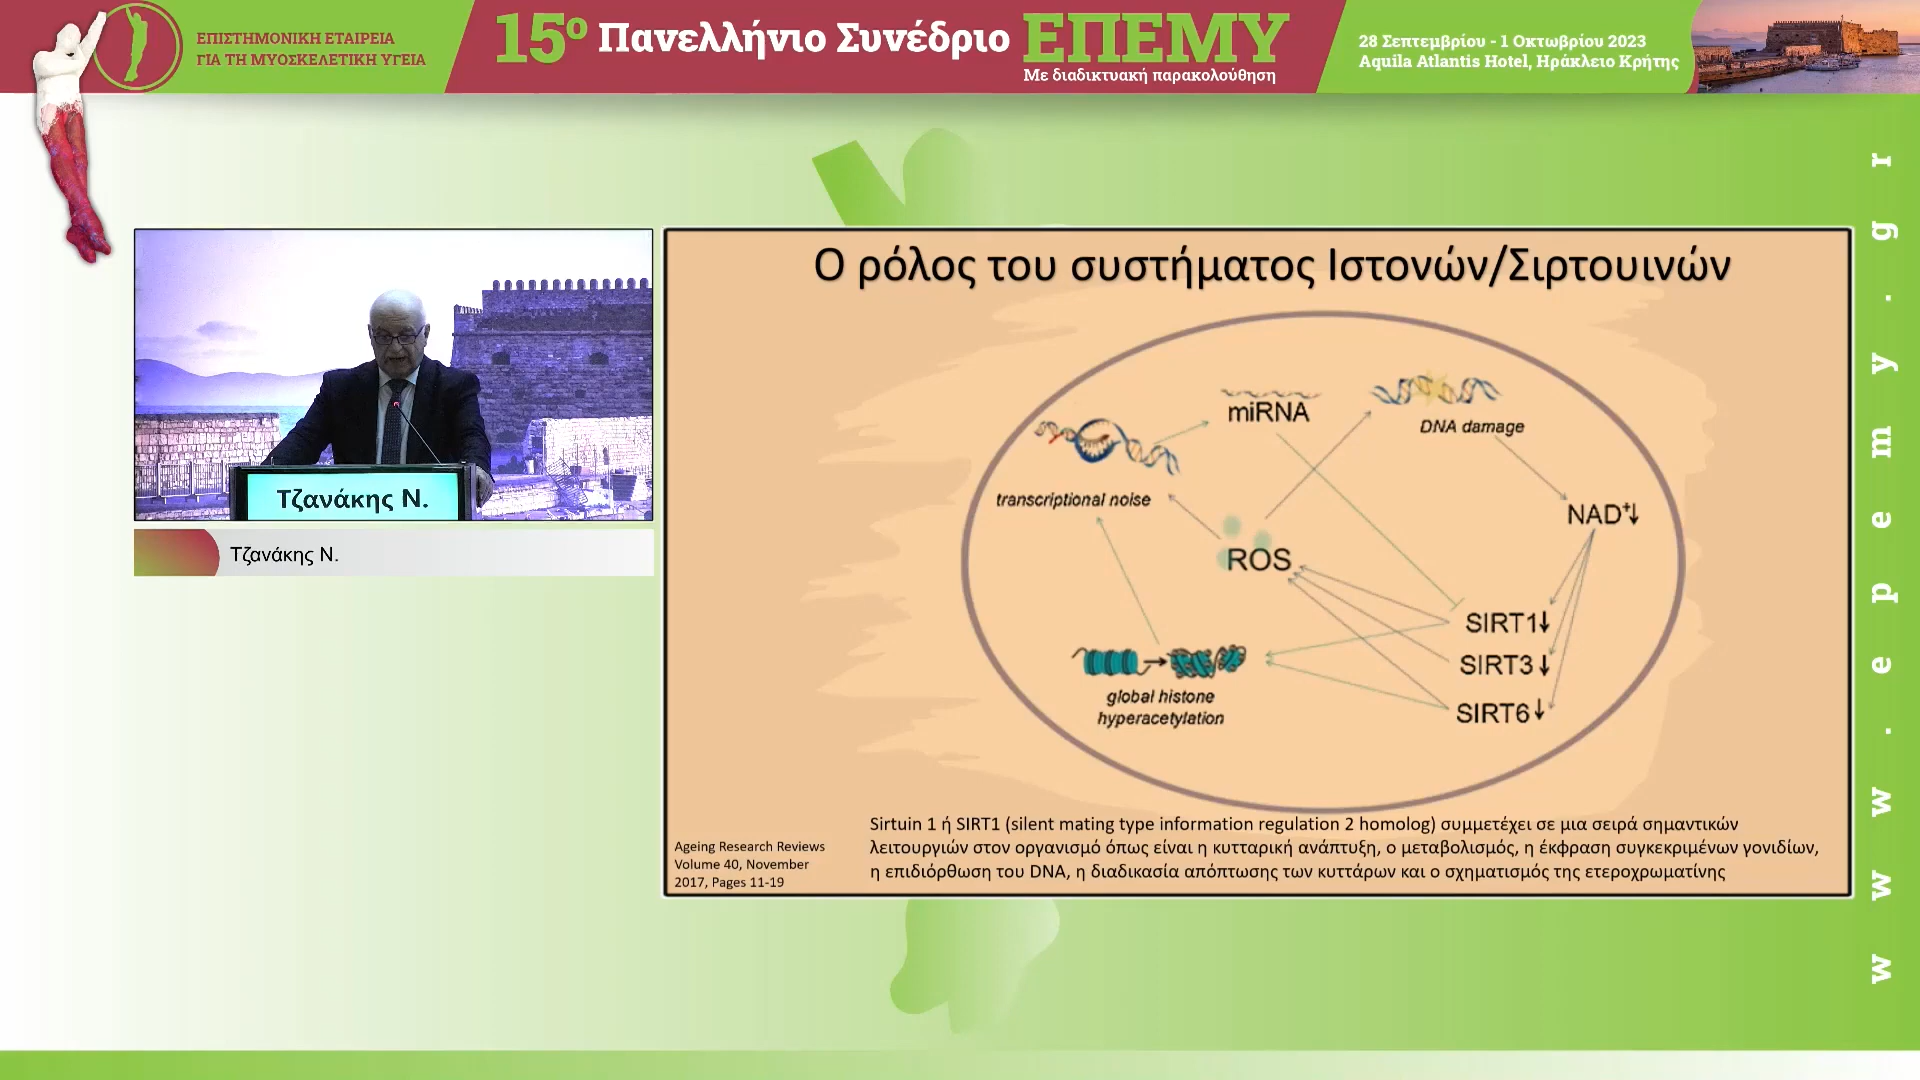 ΕΠΙΣΤΗΜΟΝΙΚΗ ΕΤΑΙΡΕΙΑ
ΓΙΑ ΤΗ ΜΥΟΣΚΕΛΕΤΙΚΗ ΥΓΕΙΑ
15ο Πανελλήνιο Συνέδριο ΕΠΕΜΥ
Με διαδικτυακή παρακολούθηση
28 Σεπτεμβρίου - 1 Οκτωβρίου 2023
Aquila Atlantis Hotel, Ηράκλειο Κρήτης
www.epemy.gr
Τζανάκης Ν.
Τζανάκης Ν.
Ο ρόλος του συστήματος Ιστονών/Σιρτουινών
miRNA
DNA damage
transcriptional noise
NAD+↓
ROS
SIRT1↓
SIRT3↓
SIRT6↓
global histone
hyperacetylation
Sirtuin 1 ή SIRT1 (silent mating type information regulation 2 homolog) συμμετέχει σε μια σειρά σημαντικών
λειτουργιών στον οργανισμό όπως είναι η κυτταρική ανάπτυξη, ο μεταβολισμός, η έκφραση συγκεκριμένων γονιδίων,
η επιδιόρθωση του DNA, η διαδικασία απόπτωσης των κυττάρων και ο σχηματισμός της ετεροχρωματίνης
Ageing Research Reviews
Volume 40, November
2017, Pages 11-19